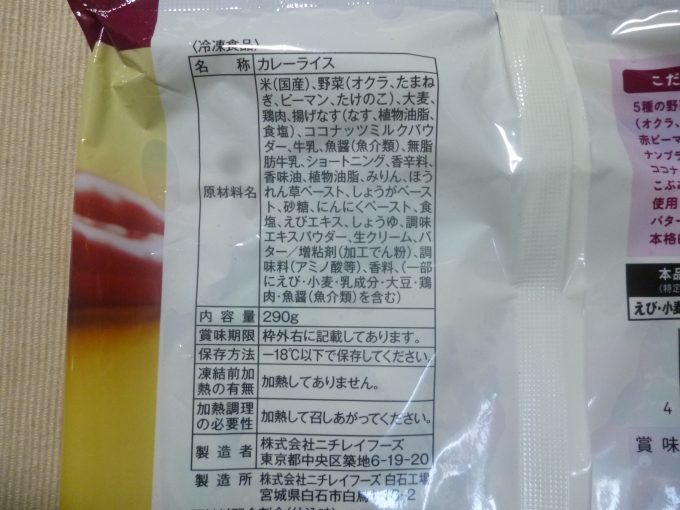 〈冷凍食品〉
名称 カレーライス
原材料名
米(国産)、野菜(オクラ、たまね
ぎ、ピーマン、たけのこ)、大麦、
鶏肉、揚げなす(なす、植物油脂、
食塩)、ココナッツミルクパウ
ダー、牛乳、魚醤(魚介類)、無脂
肪牛乳、ショートニング、香辛料、
香味油、植物油脂、みりん、ほう
れん草ペースト、しょうがペース
ト、砂糖、にんにくペースト、食
塩、えびエキス、しょうゆ、調味
エキスパウダー、生クリーム、バ
ター/増粘剤(加工でん粉)、調
味料(アミノ酸等)、香料、(一部
にえび・小麦・乳成分・大豆・鶏
肉・魚醤(魚介類)を含む)
内容量 290g
賞味期限 枠外右に記載してあります。
保存方法 −18℃以下で保存してください。
凍結前加
熱の有無
加熱してありません。
加熱調理
の必要性
加熱して召しあがってください。
製造者 株式会社ニチレイフーズ
東京都中央区築地6-19-20
製造所 株式会社ニチレイフーズ 白石工場
宮城県白石市白鳥
こだ
5種の野
(オクラ、
赤ピーマ
ナンプラ
ココナ
こぶみ
使用
バター
本格
本品
(特定
えび・小麦
4
賞味